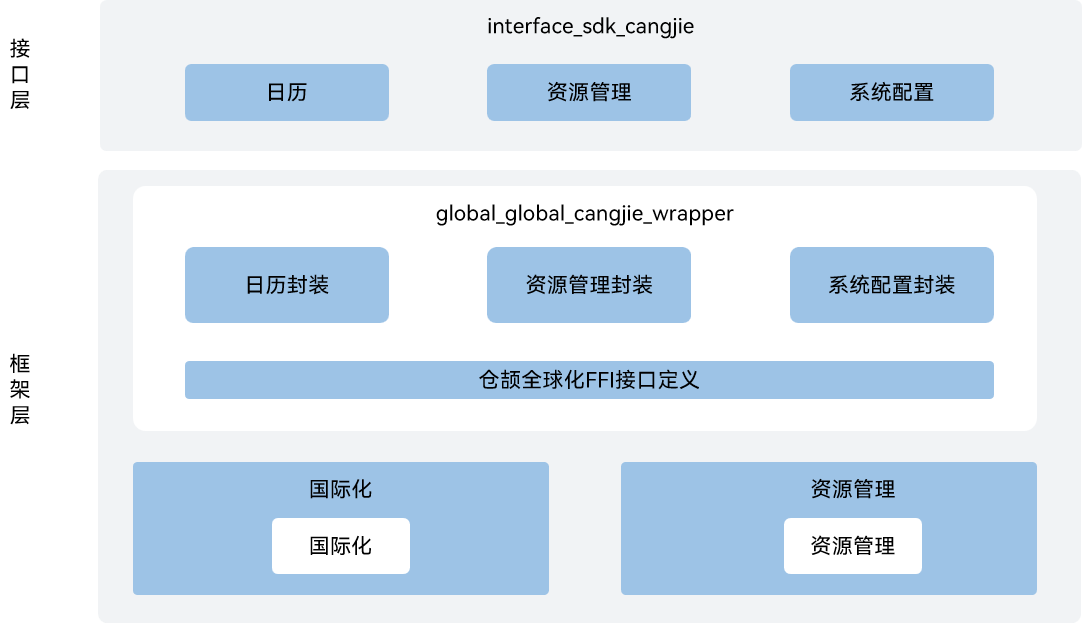 接口层
interface_sdk_cangjie
日历
资源管理
系统配置
框架层
global_global_cangjie_wrapper
日历封装
资源管理封装
系统配置封装
仓颉全球化FFI接口定义
国际化
国际化
资源管理
资源管理